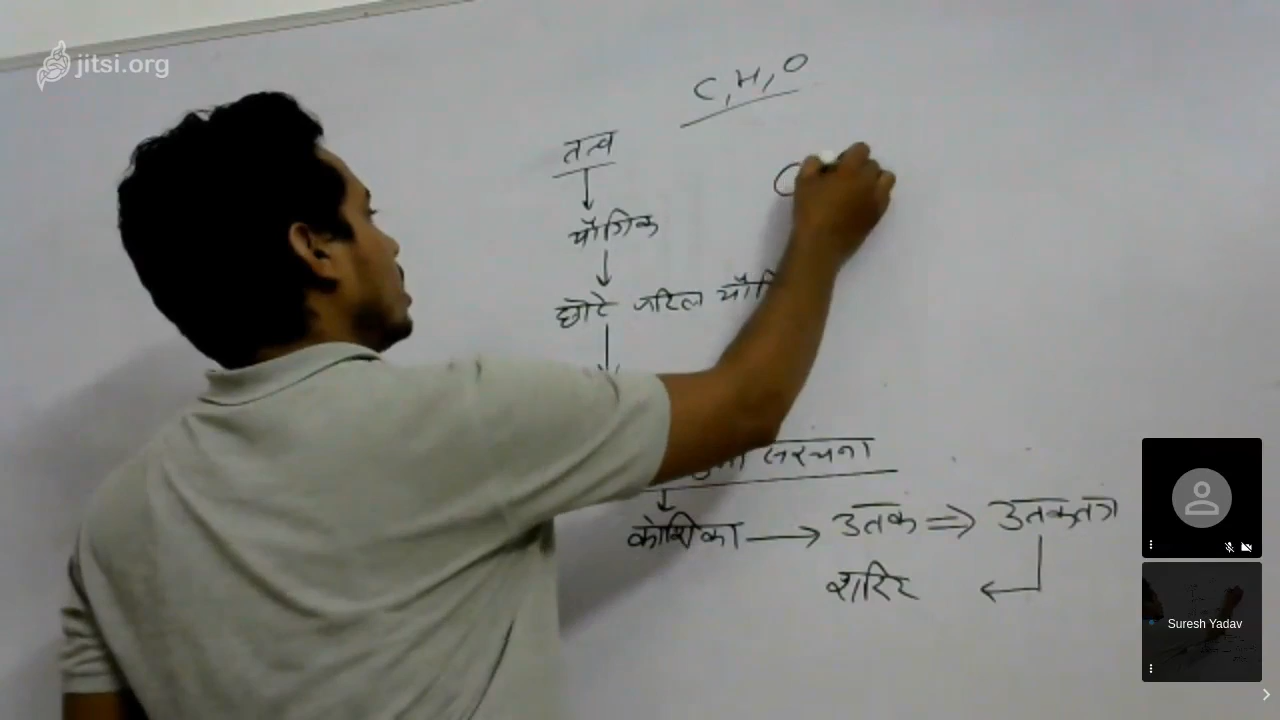 jitsi.org
C, H, O
तत्व
यौगिक
छोटे जटिल यौगि
संरचना
कोशिका → उतक ⇒ उतकतंत्र
शरिर ←
Suresh Yadav